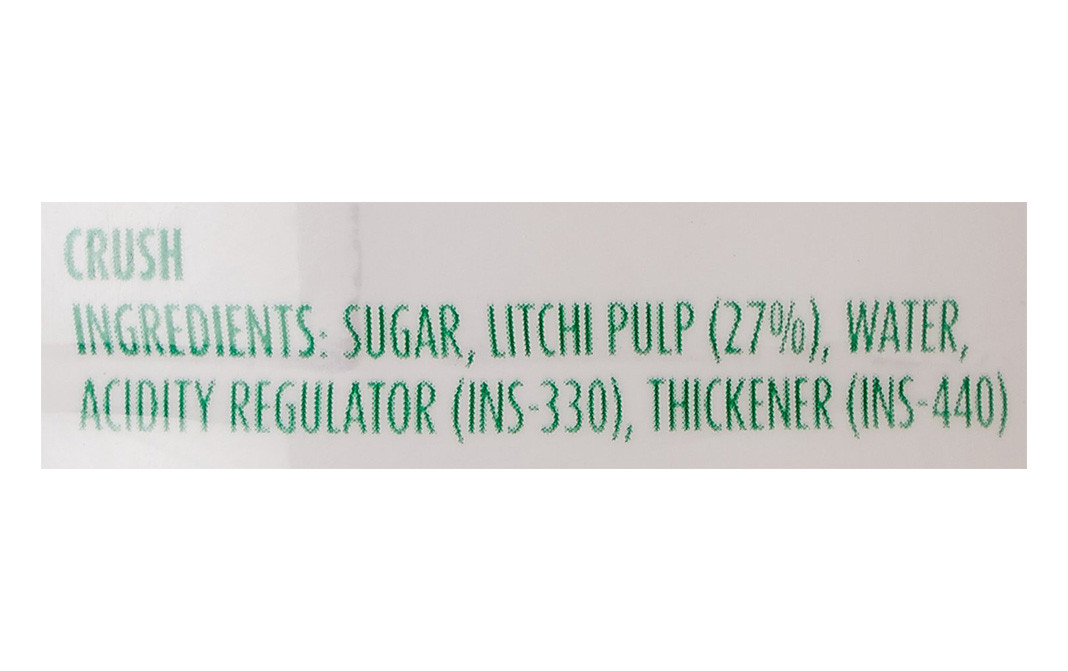 CRUSH
INGREDIENTS: SUGAR, LITCHI PULP (27%), WATER,
ACIDITY REGULATOR (INS-330), THICKENER (INS-440)